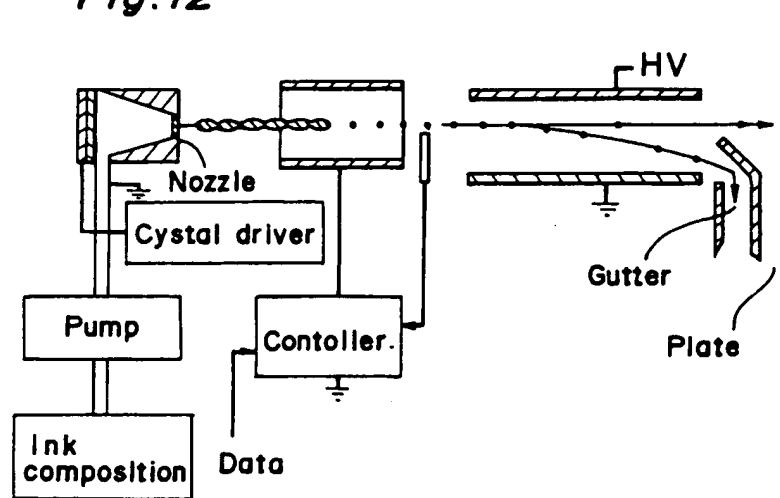 Fig. 12
HV
Nozzle
Cystal driver
Gutter
Pump
Contoller.
Plate
Ink
composition
Data